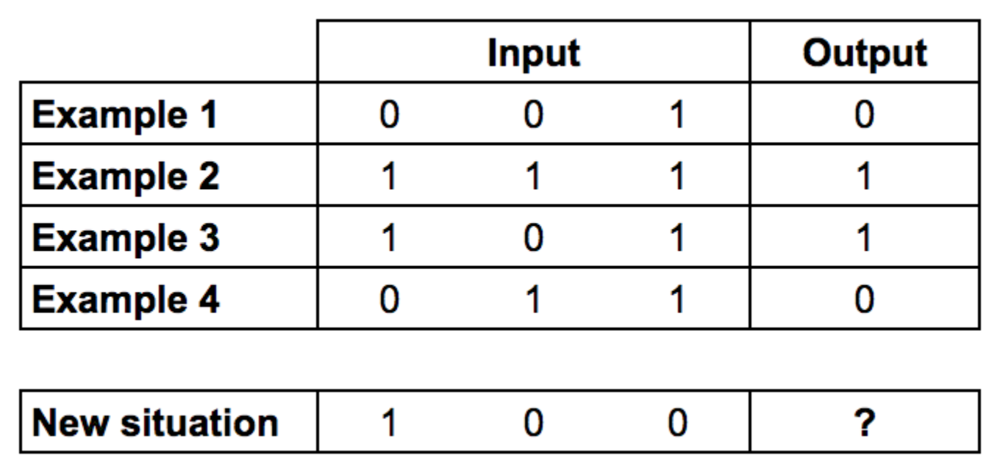 Input Output
Example 1 0 0 1 0
Example 2 1 1 1 1
Example 3 1 0 1 1
Example 4 0 1 1 0
New situation 1 0 0 ?